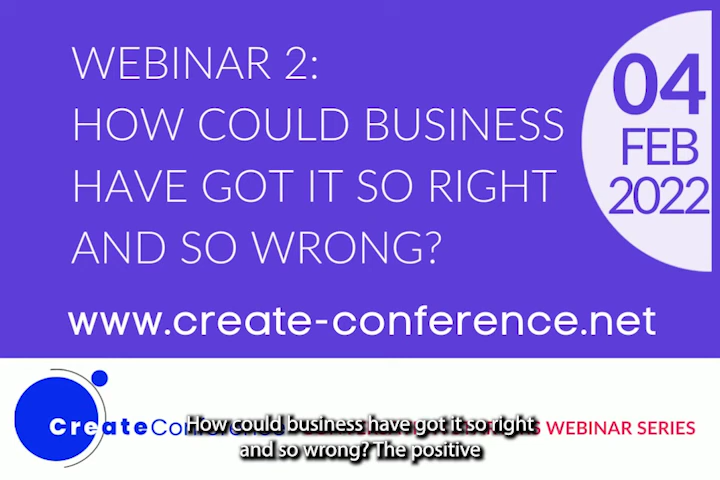 WEBINAR 2:
HOW COULD BUSINESS
HAVE GOT IT SO RIGHT
AND SO WRONG?
04
FEB
2022
www.create-conference.net
CreateConference
WEBINAR SERIES
How could business have got it so right
and so wrong? The positive